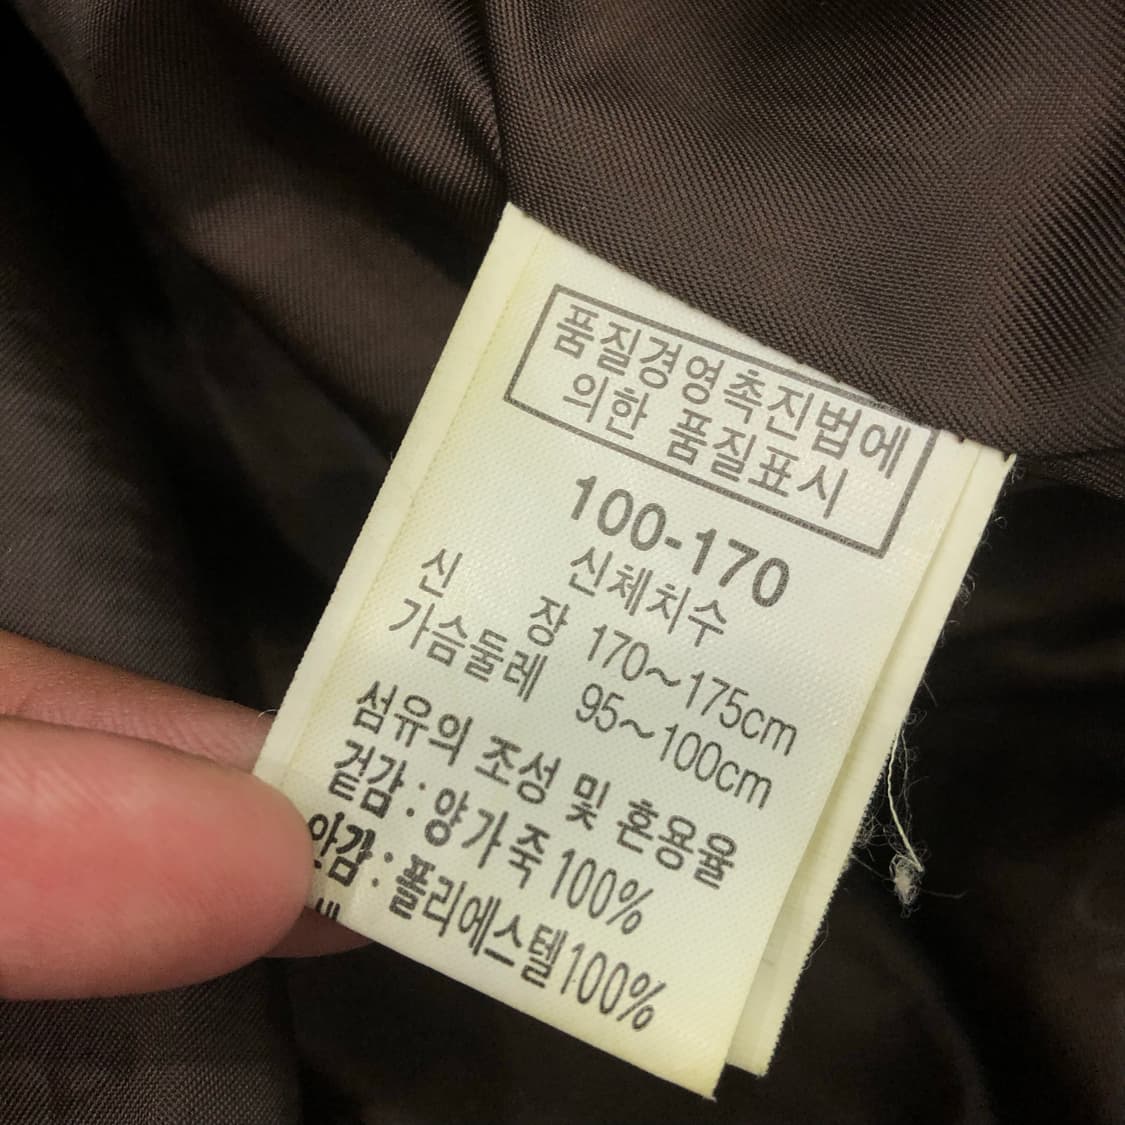 품질경영촉진법에
의한 품질표시
100-170
신체치수
신 장 170~175cm
가슴둘레 95~100cm
섬유의 조성 및 혼용율
겉감:양가죽 100%
안감:폴리에스텔100%